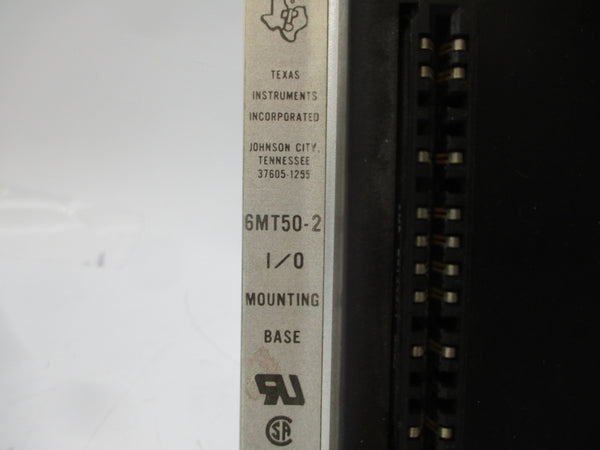 TEXAS
INSTRUMENTS
INCORPORATED
JOHNSON CITY,
TENNESSEE
37605-1255
6MT50-2
I/O
MOUNTING
BASE